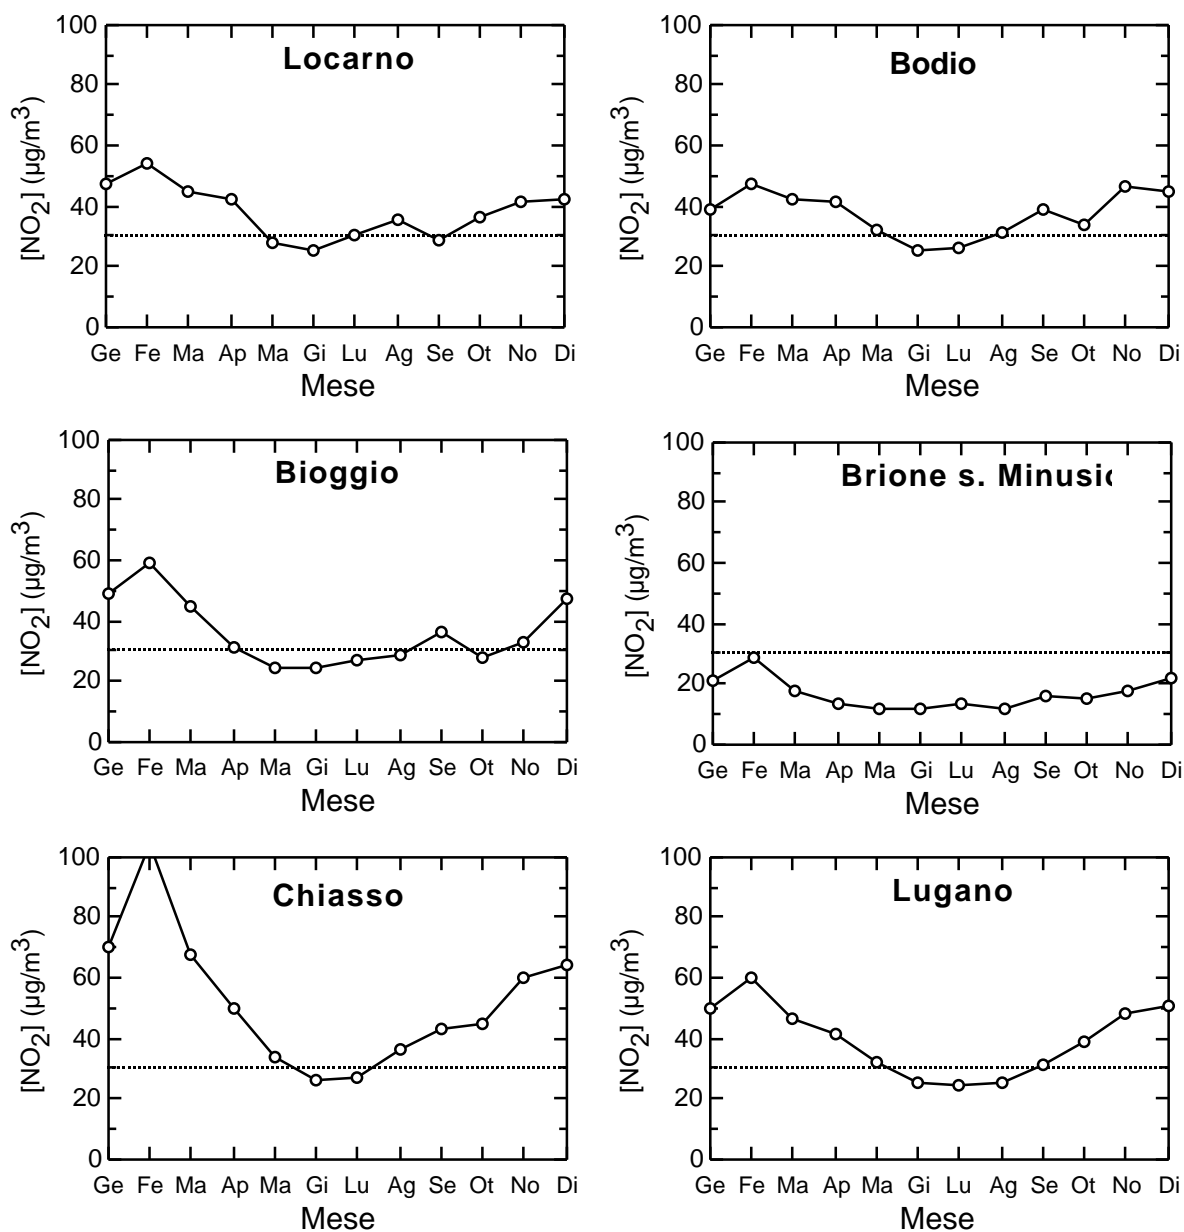 Locarno
[NO2] (µg/m3)
100
80
60
40
20
0
Ge Fe Ma Ap Ma Gi Lu Ag Se Ot No Di
Mese
Bodio
[NO2] (µg/m3)
100
80
60
40
20
0
Ge Fe Ma Ap Ma Gi Lu Ag Se Ot No Di
Mese
Bioggio
[NO2] (µg/m3)
100
80
60
40
20
0
Ge Fe Ma Ap Ma Gi Lu Ag Se Ot No Di
Mese
Brione s. Minusio
[NO2] (µg/m3)
100
80
60
40
20
0
Ge Fe Ma Ap Ma Gi Lu Ag Se Ot No Di
Mese
Chiasso
[NO2] (µg/m3)
100
80
60
40
20
0
Ge Fe Ma Ap Ma Gi Lu Ag Se Ot No Di
Mese
Lugano
[NO2] (µg/m3)
100
80
60
40
20
0
Ge Fe Ma Ap Ma Gi Lu Ag Se Ot No Di
Mese